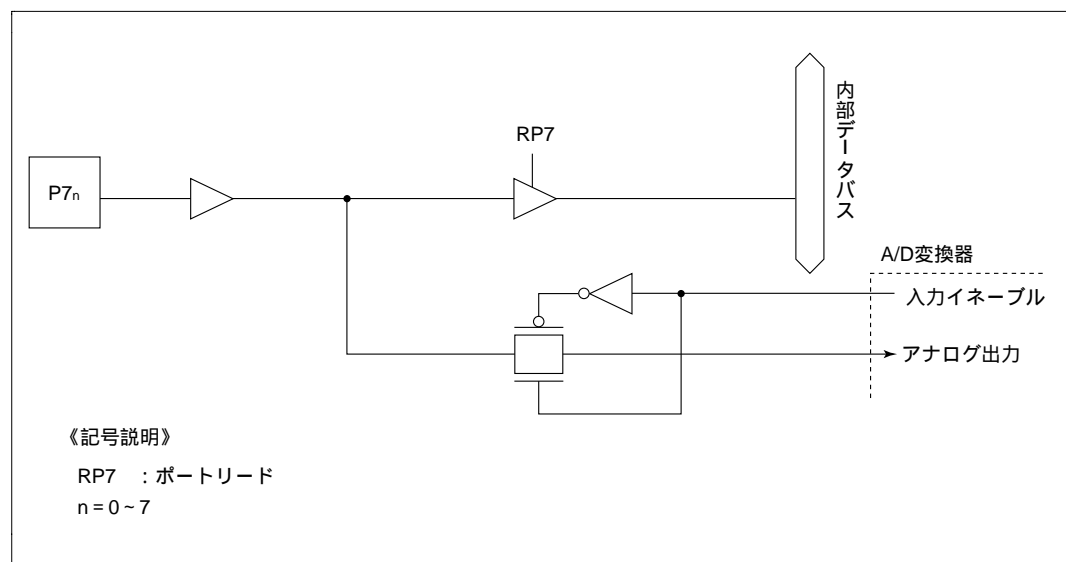 RP7
P7n
内部データバス
A/D変換器
入力イネーブル
アナログ出力
《記号説明》
RP7 : ポートリード
n = 0 ~ 7